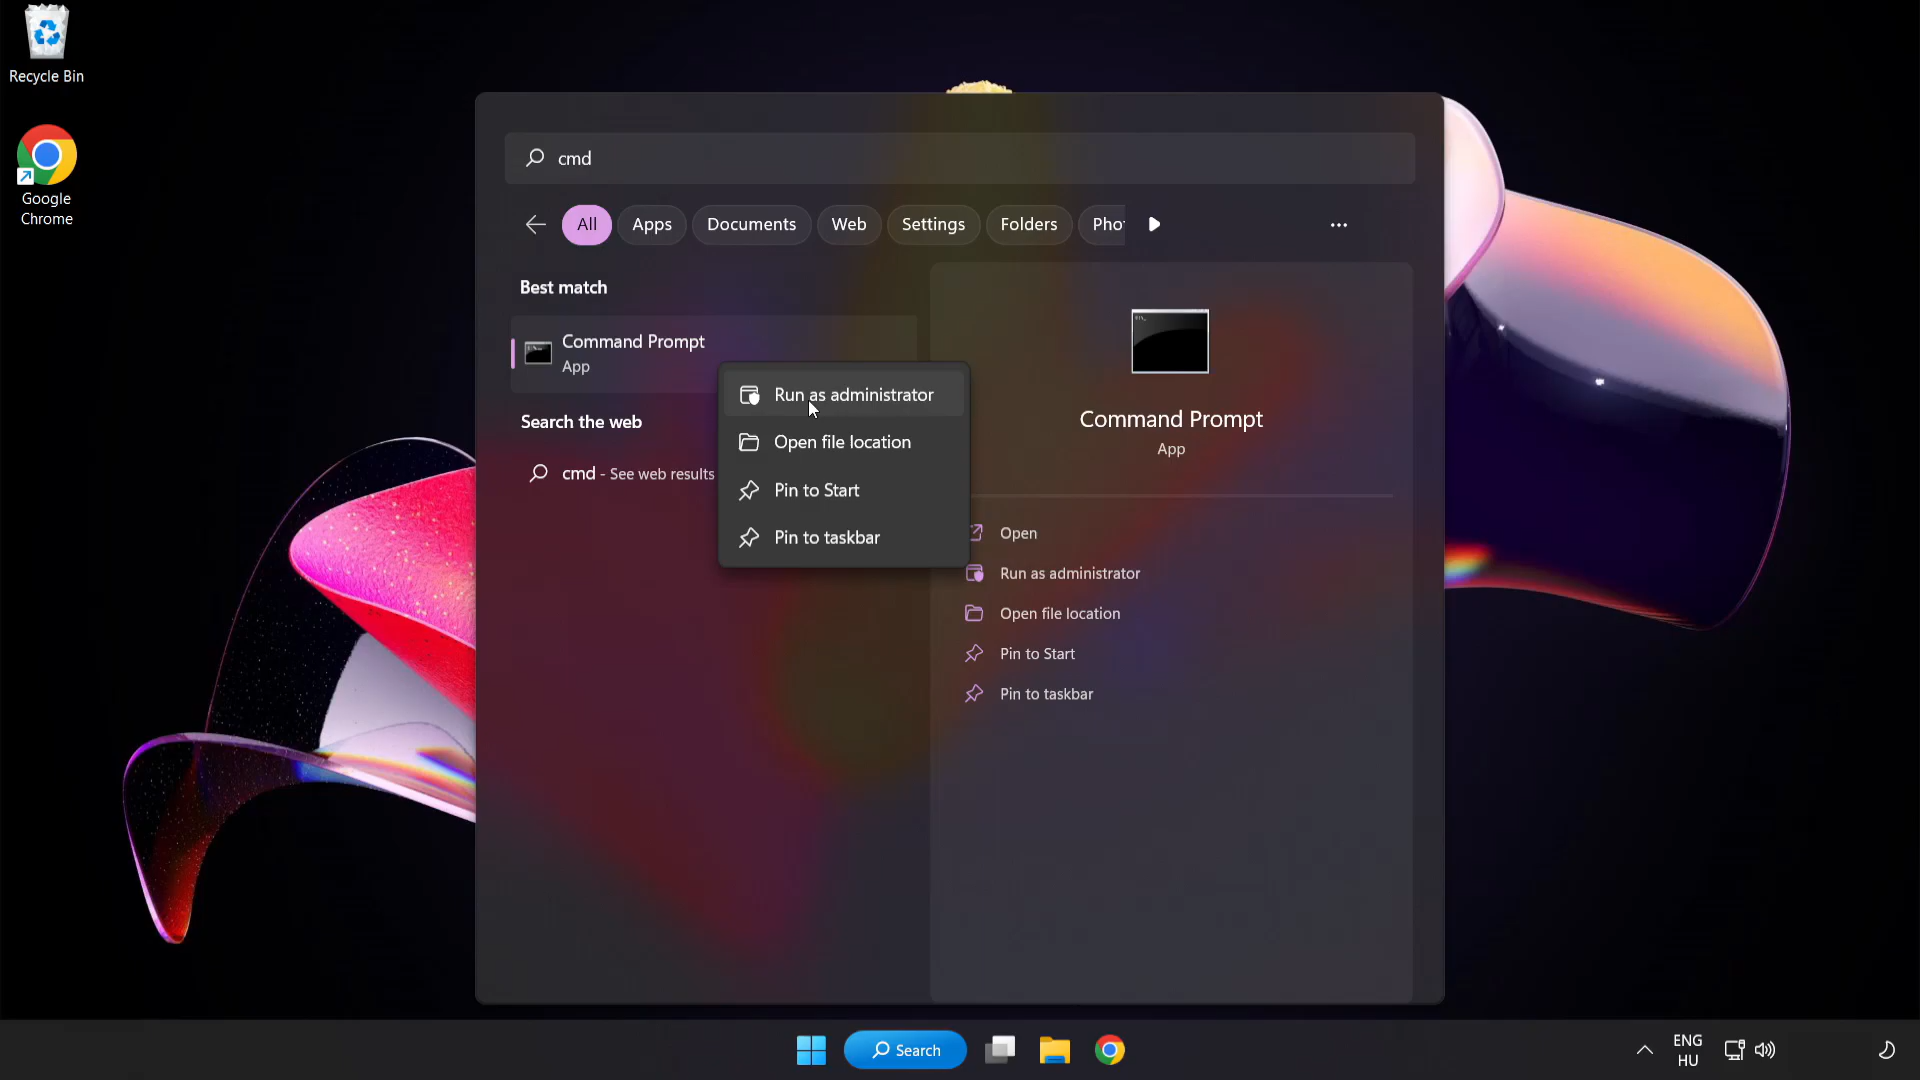 Recycle Bin
Google
Chrome
cmd
All
Apps
Documents
Web
Settings
Folders
Best match
Command Prompt
App
Search the web
cmd - See web results
Run as administrator
Open file location
Pin to Start
Pin to taskbar
Command Prompt
App
Open
Run as administrator
Open file location
Pin to Start
Pin to taskbar
Search
ENG
HU